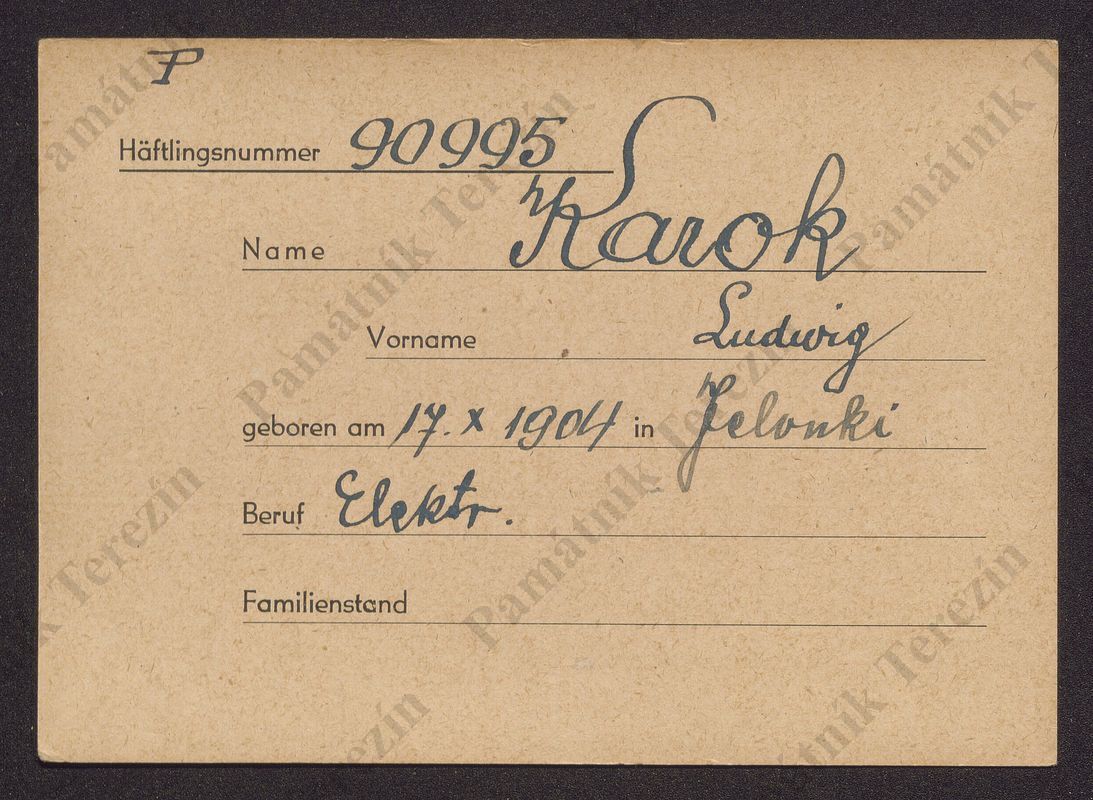 P
Häftlingsnummer 90995
Name Karok
Vorname Ludwig
geboren am 17. X 1904 in Jelonki
Beruf Elektr.
Familienstand
Památník Terezín